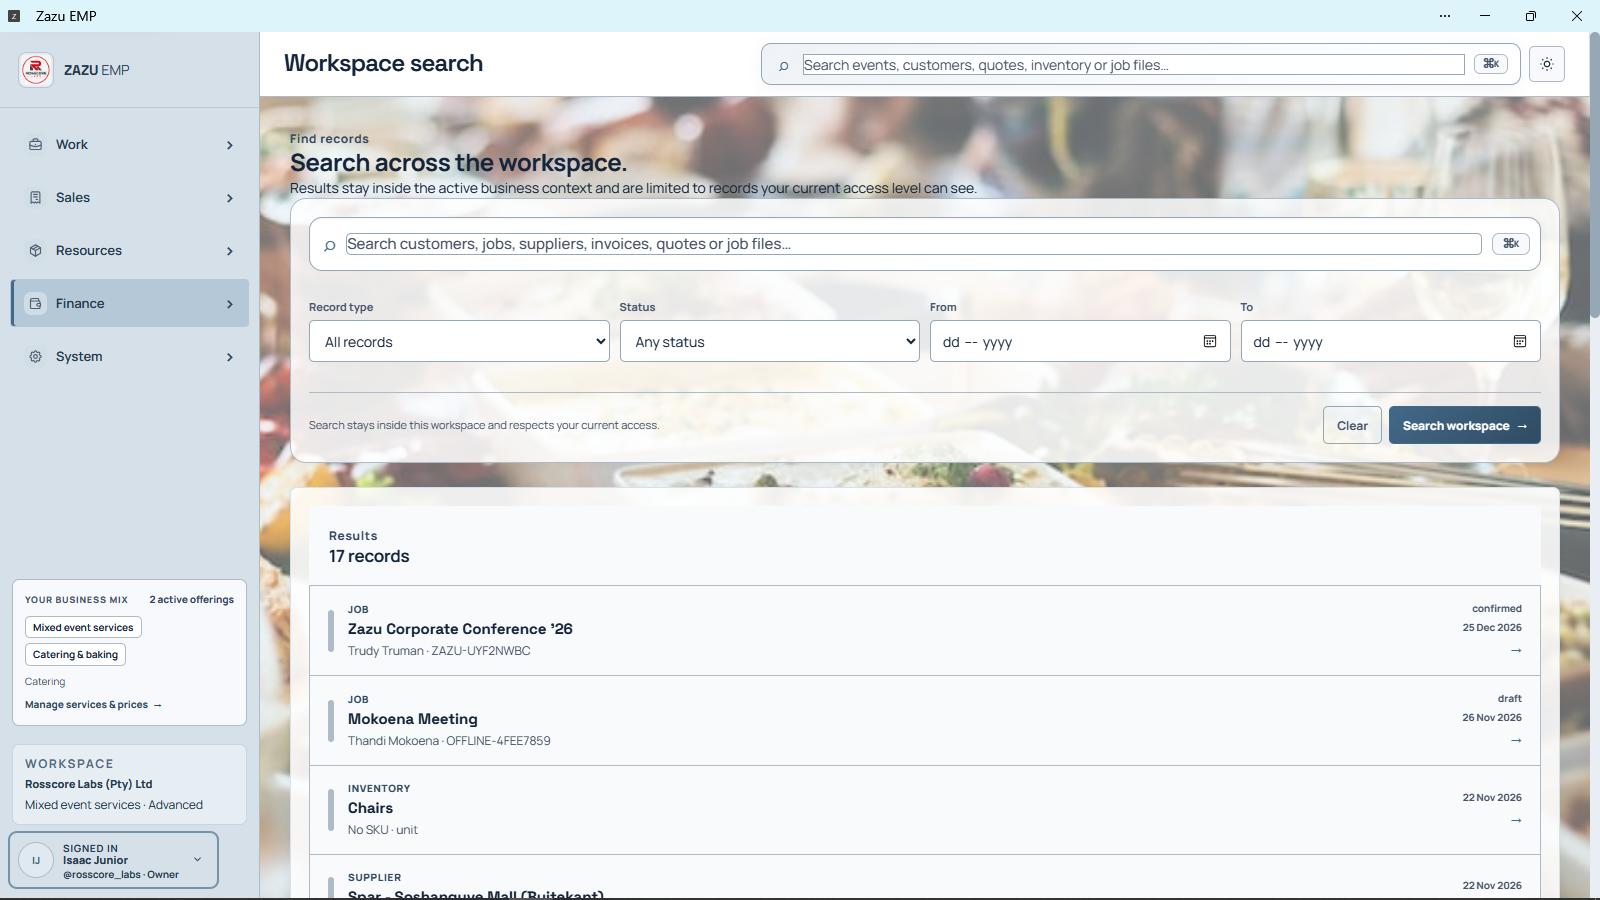 Zazu EMP
ZAZU EMP
Work
Sales
Resources
Finance
System
YOUR BUSINESS MIX 2 active offerings
Mixed event services
Catering & baking
Catering
Manage services & prices →
WORKSPACE
Rosscore Labs (Pty) Ltd
Mixed event services · Advanced
IJ
SIGNED IN
Isaac Junior
@rosscore_labs · Owner
Workspace search
Search events, customers, quotes, inventory or job files...
⌘K
Find records
Search across the workspace.
Results stay inside the active business context and are limited to records your current access level can see.
Search customers, jobs, suppliers, invoices, quotes or job files...
⌘K
Record type
All records
Status
Any status
From
dd -- yyyy
To
dd -- yyyy
Search stays inside this workspace and respects your current access.
Clear
Search workspace →
Results
17 records
JOB
Zazu Corporate Conference ’26
Trudy Truman · ZAZU-UYF2NWBC
confirmed
25 Dec 2026
→
JOB
Mokoena Meeting
Thandi Mokoena · OFFLINE-4FEE7859
draft
26 Nov 2026
→
INVENTORY
Chairs
No SKU · unit
22 Nov 2026
→
SUPPLIER
Spar - Soshanguve Mall (Buitekant)
22 Nov 2026